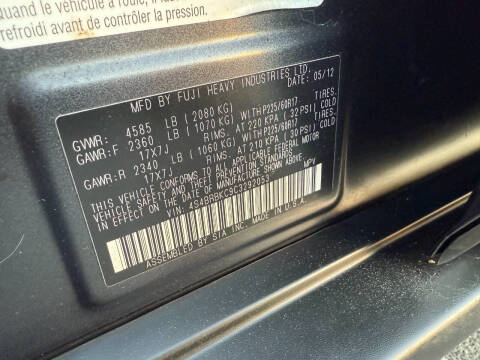 quand le véhicule a roulé, il faut
refroidi avant de contrôler la pression.
MFD BY FUJI HEAVY INDUSTRIES LTD.
DATE: 05/12
GVWR: 4585 LB (2080 KG)
GAWR:F 2360 LB (1070 KG) WITH P225/60R17 TIRES,
17X7J RIMS, AT 220 KPA (32 PSI) COLD
GAWR:R 2340 LB (1060 KG) WITH P225/60R17 TIRES,
17X7J RIMS, AT 210 KPA (30 PSI) COLD
THIS VEHICLE CONFORMS TO ALL APPLICABLE FEDERAL MOTOR
VEHICLE SAFETY AND THEFT PREVENTION STANDARDS IN EFFECT
ON THE DATE OF MANUFACTURE SHOWN ABOVE.
VIN: MPV
ASSEMBLED BY SIA INC. MADE IN U.S.A.